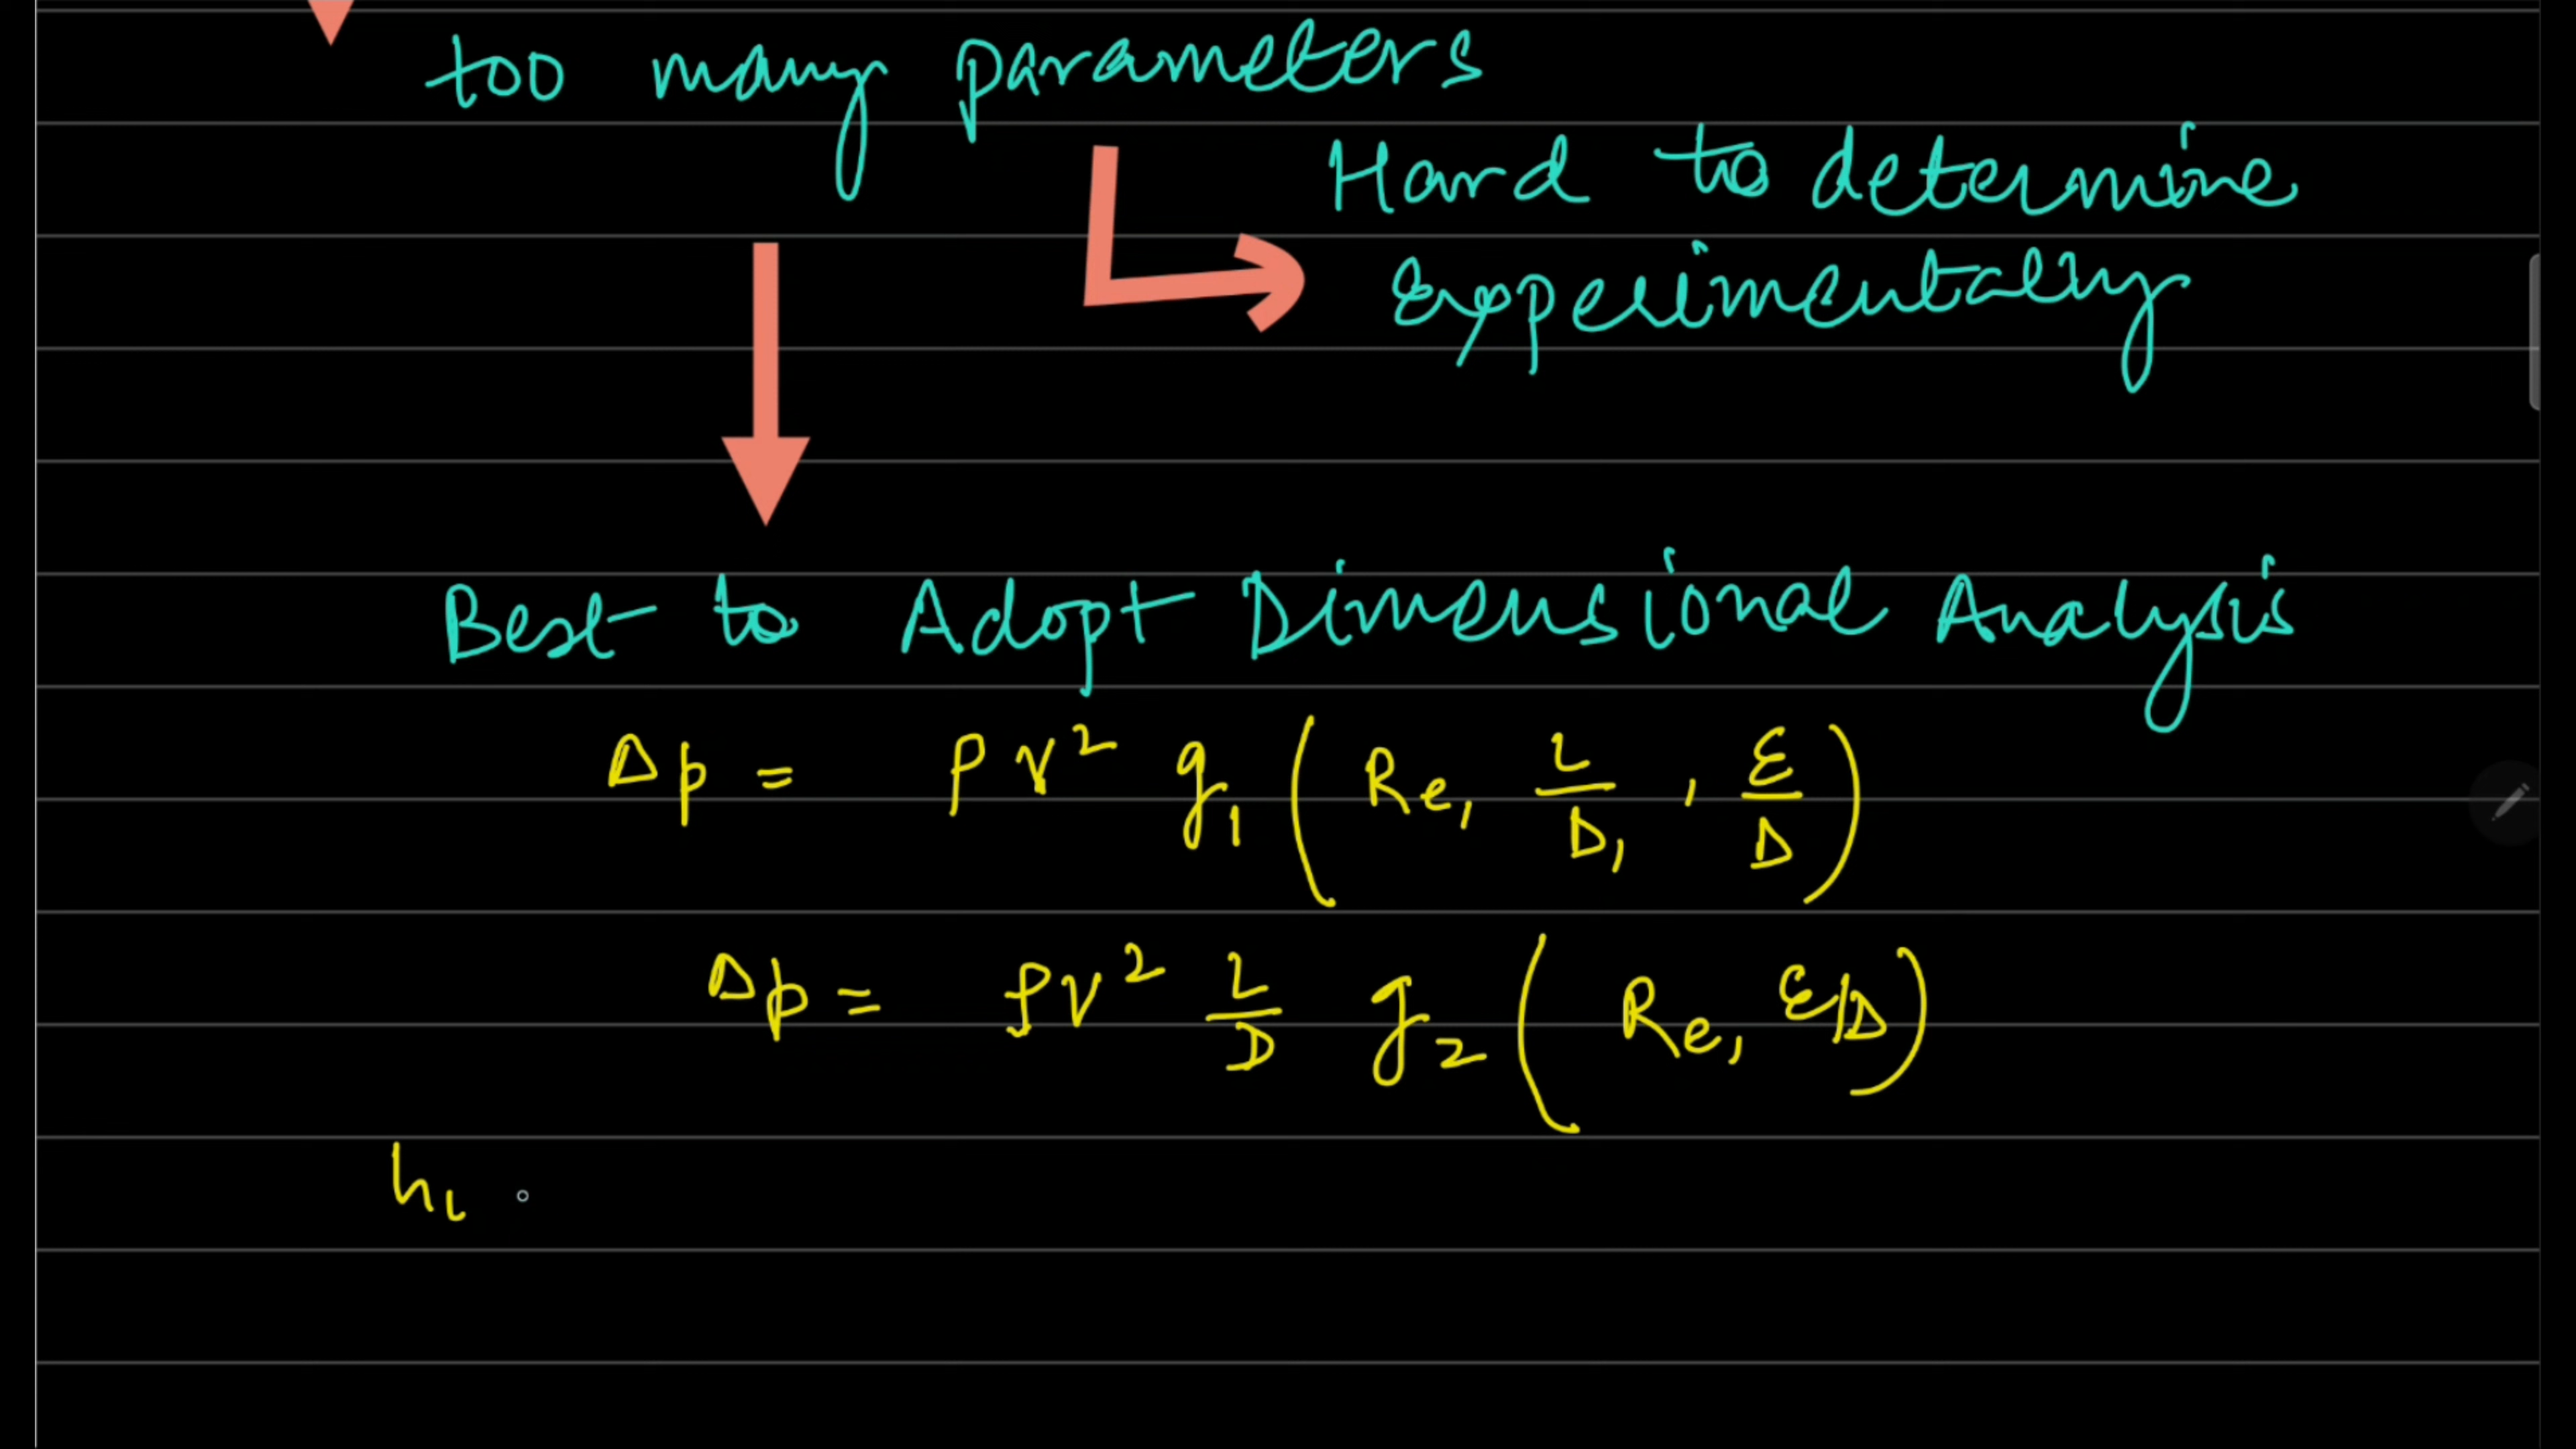 too many parameters
Hard to determine
experimentally
Best to Adopt Dimensional Analysis
Δp = ρV² g₁ (Re, L/D, , ε/D)
Δp = ρV² L/D g₂ (Re, ε/D)
h_L